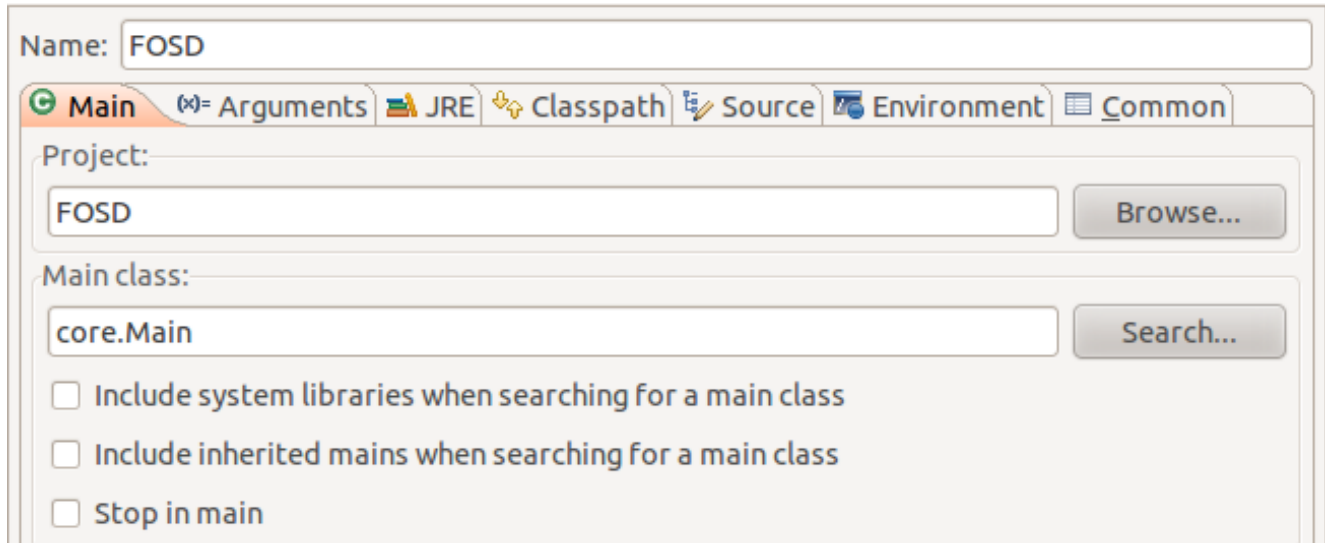 Name: FOSD
Main (x)= Arguments JRE Classpath Source Environment Common
Project:
FOSD Browse...
Main class:
core.Main Search...
Include system libraries when searching for a main class
Include inherited mains when searching for a main class
Stop in main